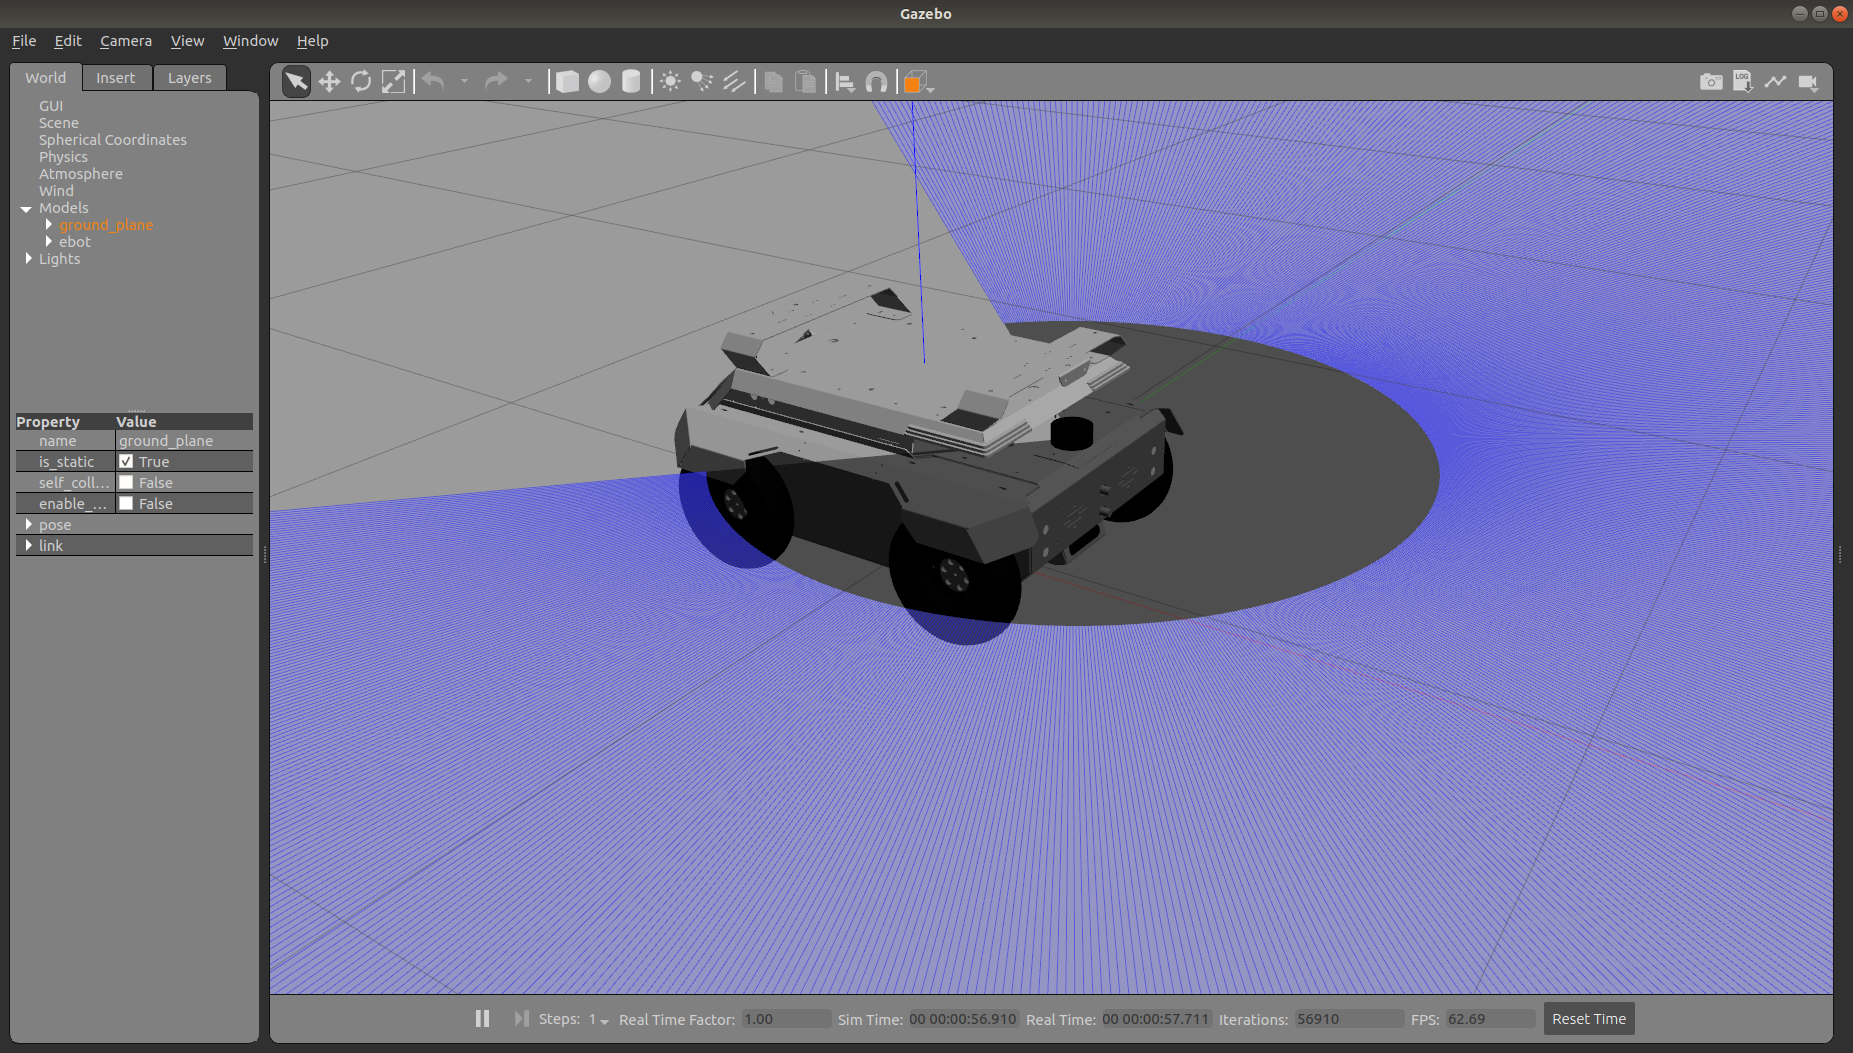 Gazebo
File Edit Camera View Window Help
World Insert Layers
GUI
Scene
Spherical Coordinates
Physics
Atmosphere
Wind
Models
ground_plane
ebot
Lights
Property Value
name ground_plane
is_static True
self_coll... False
enable_... False
pose
link
LOG
Steps: 1 Real Time Factor: 1.00 Sim Time: 00 00:00:56.910 Real Time: 00 00:00:57.711 Iterations: 56910 FPS: 62.69 Reset Time